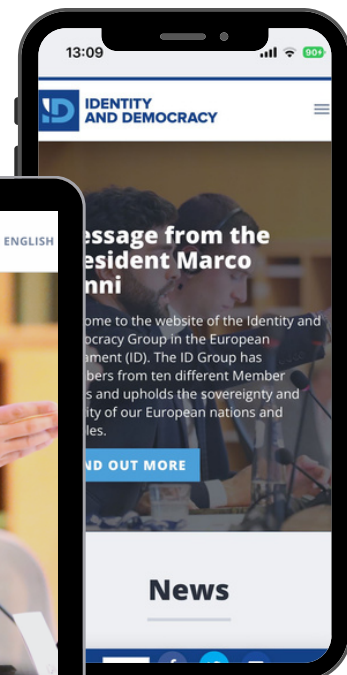 13:09
90+
ID
IDENTITY
AND DEMOCRACY
ENGLISH
essage from the
esident Marco
nni
ome to the website of the Identity and
ocracy Group in the European
ament (ID). The ID Group has
bers from ten different Member
s and upholds the sovereignty and
ity of our European nations and
les.
ND OUT MORE
News